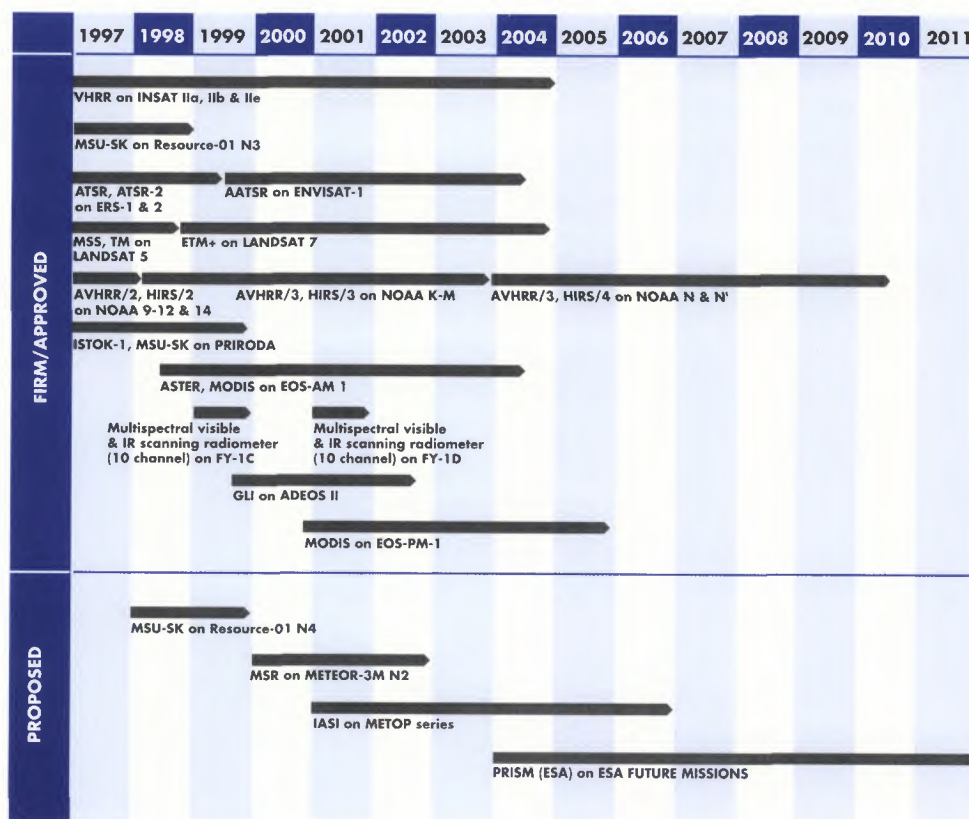 1997 1998 1999 2000 2001 2002 2003 2004 2005 2006 2007 2008 2009 2010 2011
FIRM/APPROVED
VHRR on INSAT IIa, IIb & IIe
MSU-SK on Resource-01 N3
ATSR, ATSR-2
on ERS-1 & 2
AATSR on ENVISAT-1
MSS, TM on
LANDSAT 5
ETM+ on LANDSAT 7
AVHRR/2, HIRS/2
on NOAA 9-12 & 14
AVHRR/3, HIRS/3 on NOAA K-M
AVHRR/3, HIRS/4 on NOAA N & N'
ISTOK-1, MSU-SK on PRIRODA
ASTER, MODIS on EOS-AM 1
Multispectral visible
& IR scanning radiometer
(10 channel) on FY-1C
Multispectral visible
& IR scanning radiometer
(10 channel) on FY-1D
GLI on ADEOS II
MODIS on EOS-PM-1
PROPOSED
MSU-SK on Resource-01 N4
MSR on METEOR-3M N2
IASI on METOP series
PRISM (ESA) on ESA FUTURE MISSIONS